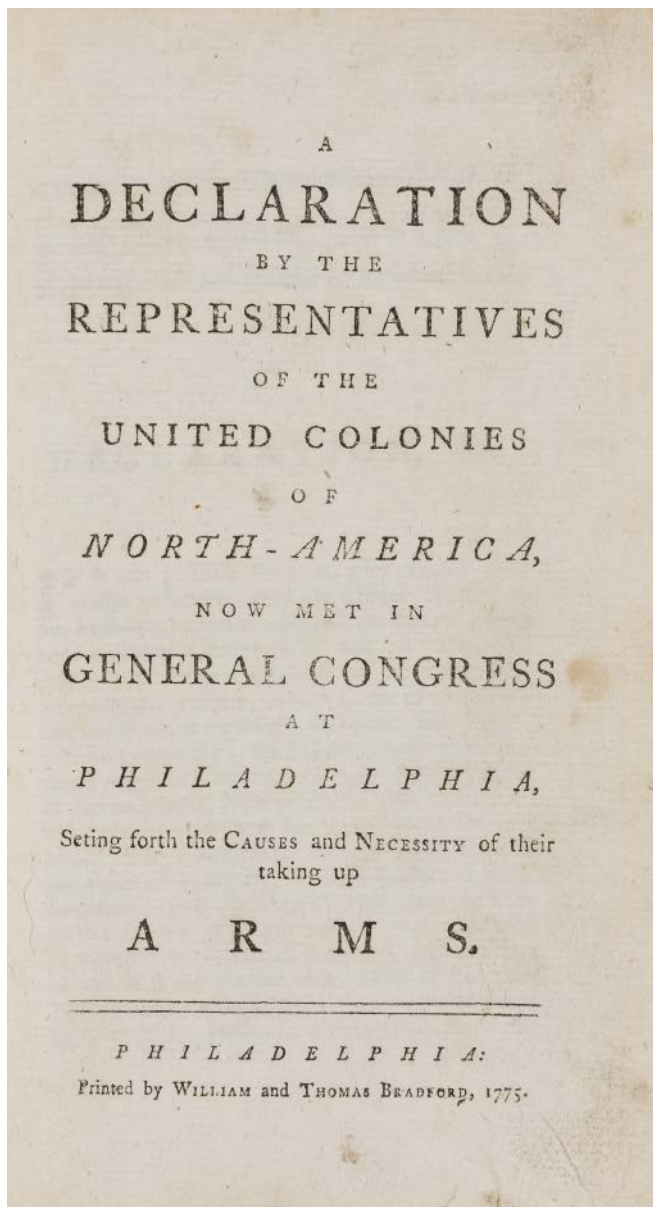 A
DECLARATION
BY THE
REPRESENTATIVES
OF THE
UNITED COLONIES
OF
NORTH-AMERICA,
NOW MET IN
GENERAL CONGRESS
AT
PHILADELPHIA,
Seting forth the CAUSES and NECESSITY of their
taking up
ARMS.
PHILADELPHIA:
Printed by WILLIAM and THOMAS BRADFORD, 1775.